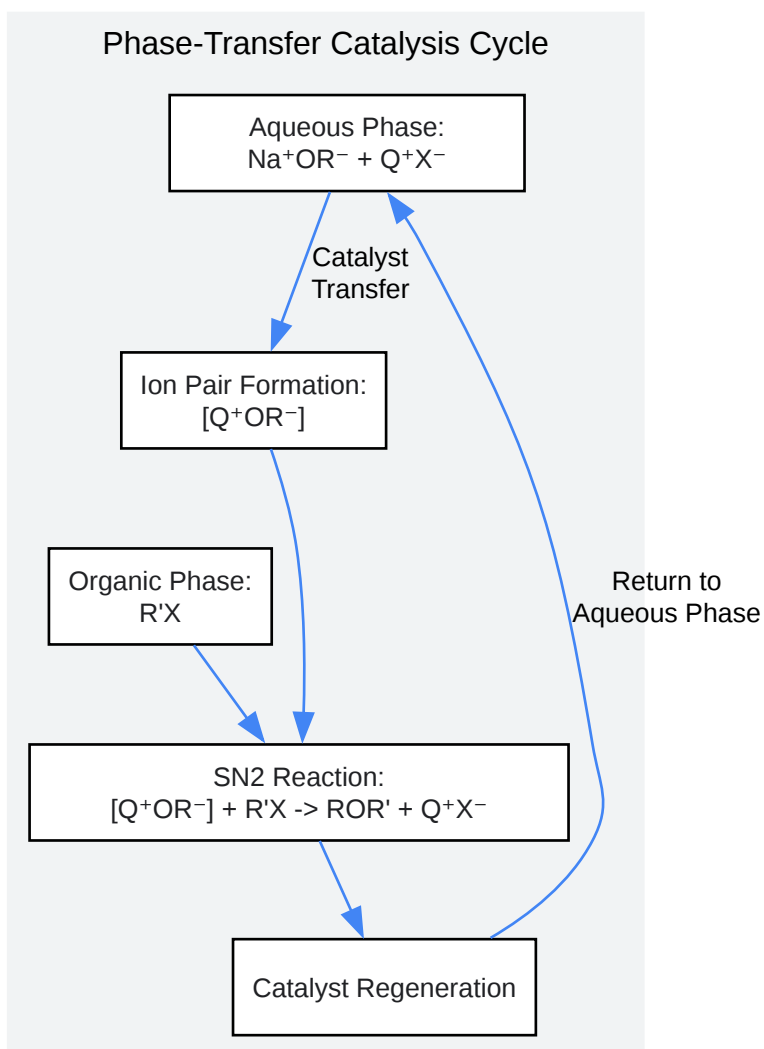 Phase-Transfer Catalysis Cycle
Aqueous Phase:
Na⁺OR⁻ + Q⁺X⁻
Catalyst
Transfer
Ion Pair Formation:
[Q⁺OR⁻]
Organic Phase:
R'X
Return to
Aqueous Phase
SN2 Reaction:
[Q⁺OR⁻] + R'X -> ROR' + Q⁺X⁻
Catalyst Regeneration